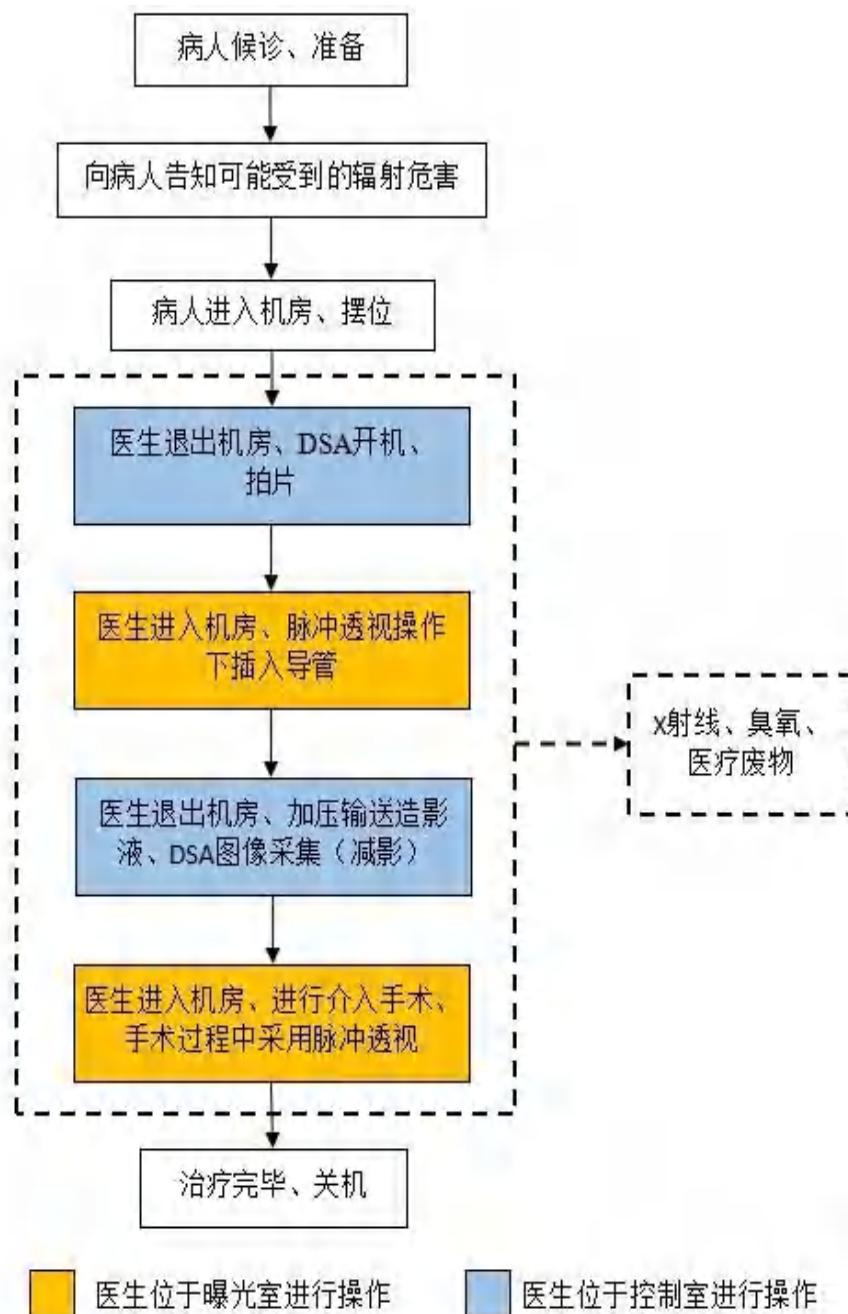 病人候诊、准备
向病人告知可能受到的辐射危害
病人进入机房、摆位
医生退出机房、DSA开机、
拍片
医生进入机房、脉冲透视操作
下插入导管
医生退出机房、加压输送造影
液、DSA图像采集（减影）
医生进入机房、进行介入手术、
手术过程中采用脉冲透视
治疗完毕、关机
X射线、臭氧、
医疗废物
医生位于曝光室进行操作
医生位于控制室进行操作